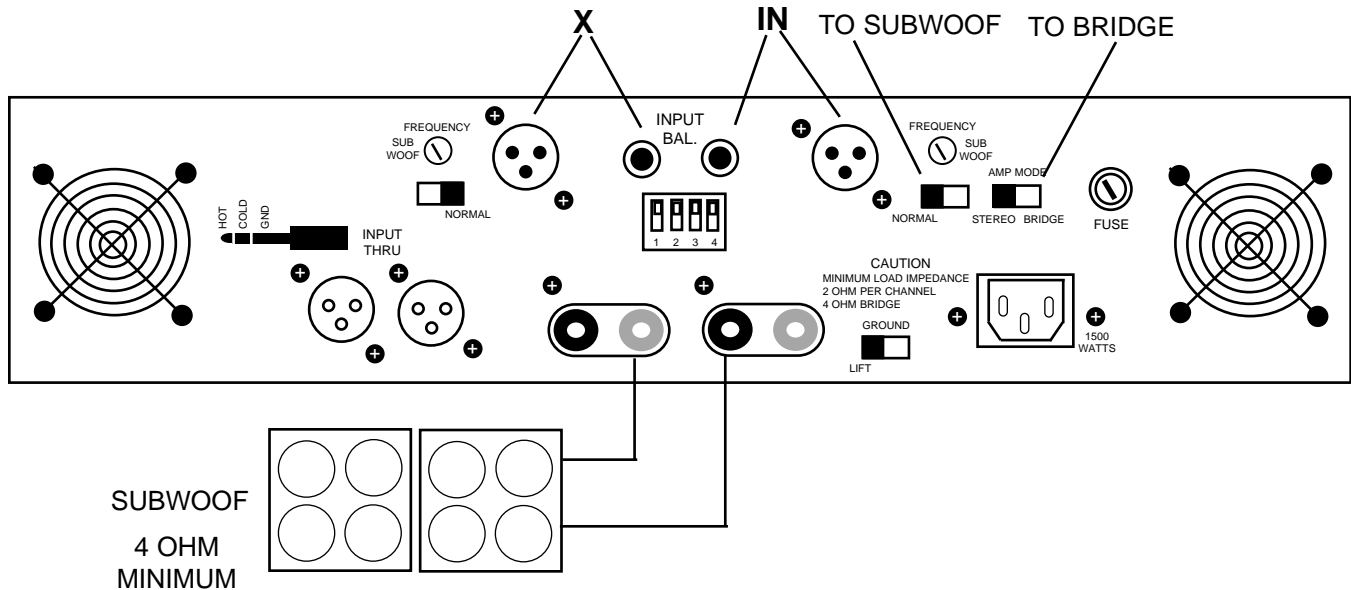 X
IN
TO SUBWOOF
TO BRIDGE
FREQUENCY
SUB
WOOF
NORMAL
INPUT
BAL.
1 2 3 4
FREQUENCY
SUB
WOOF
NORMAL
AMP MODE
STEREO BRIDGE
FUSE
HOT
COLD
GND
INPUT
THRU
CAUTION
MINIMUM LOAD IMPEDANCE
2 OHM PER CHANNEL
4 OHM BRIDGE
GROUND
LIFT
1500
WATTS
SUBWOOF
4 OHM
MINIMUM